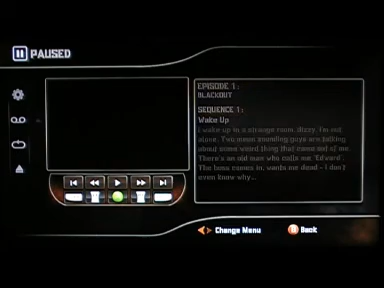 PAUSED
EPISODE 1:
BLACKOUT
SEQUENCE 1:
Wake Up
I wake up in a strange room, dizzy. I'm not
alone. Two mean sounding guys are talking
about some weird thing that came out of me.
There's an old man who calls me 'Edward'.
The boss comes in, wants me dead - I don't
even know why...
Change Menu
B Back